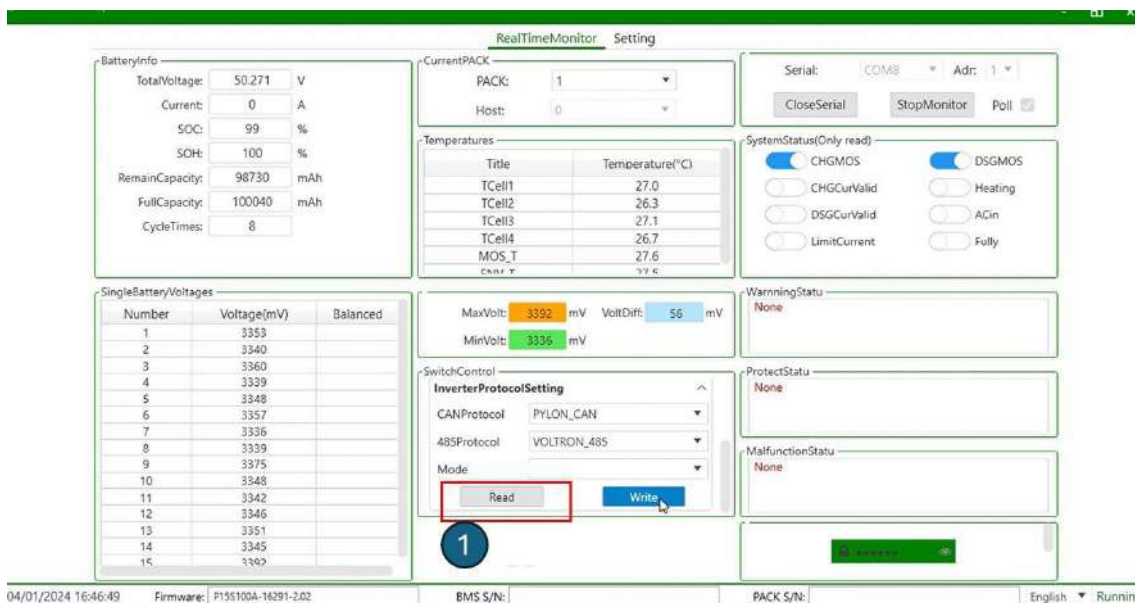 RealTimeMonitor Setting
BatteryInfo
TotalVoltage: 50.271 V
Current: 0 A
SOC: 99 %
SOH: 100 %
RemainCapacity: 98730 mAh
FullCapacity: 100040 mAh
CycleTimes: 8
CurrentPACK
PACK: 1
Host: 0
Serial: COM8 Adr: 1
CloseSerial StopMonitor Poll
Temperatures
Title Temperature(°C)
TCell1 27.0
TCell2 26.3
TCell3 27.1
TCell4 26.7
MOS_T 27.6
SystemStatus(Only read)
CHGMOS DSGMOS
CHGCurValid Heating
DSGCurValid ACin
LimitCurrent Fully
SingleBatteryVoltages
Number Voltage(mV) Balanced
1 3353
2 3340
3 3360
4 3339
5 3348
6 3357
7 3336
8 3339
9 3375
10 3348
11 3342
12 3346
13 3351
14 3345
15 3392
MaxVolt: 3392 mV VoltDiff: 56 mV
MinVolt: 3336 mV
SwitchControl
InverterProtocolSetting
CANProtocol PYLON_CAN
485Protocol VOLTRON_485
Mode
Read Write
1
WarnningStatu
None
ProtectStatu
None
MalfunctionStatu
None
04/01/2024 16:46:49 Firmware: P15S100A-16291-2.02 BMS S/N: PACK S/N: English Runnin